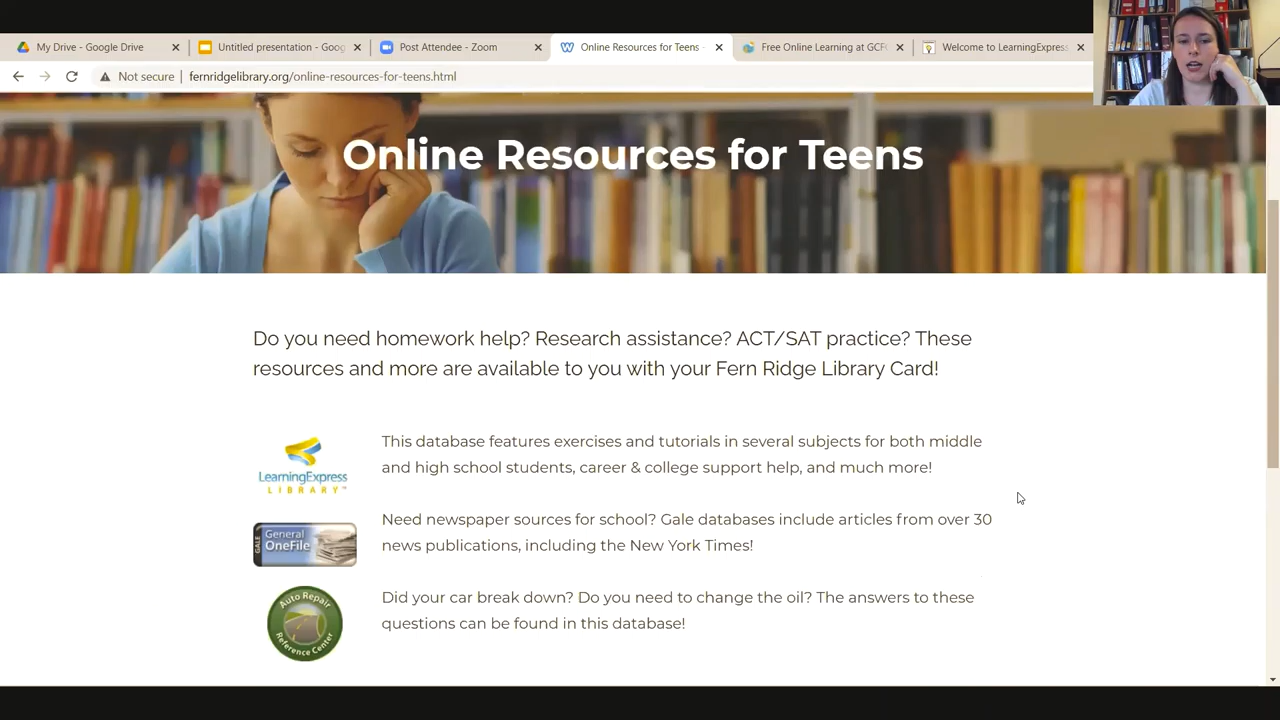 My Drive - Google Drive
Untitled presentation - Goog
Post Attendee - Zoom
Online Resources for Teens -
Free Online Learning at GCFG
Welcome to LearningExpress
Not secure | fernridgelibrary.org/online-resources-for-teens.html
Online Resources for Teens
Do you need homework help? Research assistance? ACT/SAT practice? These
resources and more are available to you with your Fern Ridge Library Card!
LearningExpress
LIBRARY™
This database features exercises and tutorials in several subjects for both middle
and high school students, career & college support help, and much more!
GALE
General
OneFile
Need newspaper sources for school? Gale databases include articles from over 30
news publications, including the New York Times!
Auto Repair
Reference Center
Did your car break down? Do you need to change the oil? The answers to these
questions can be found in this database!